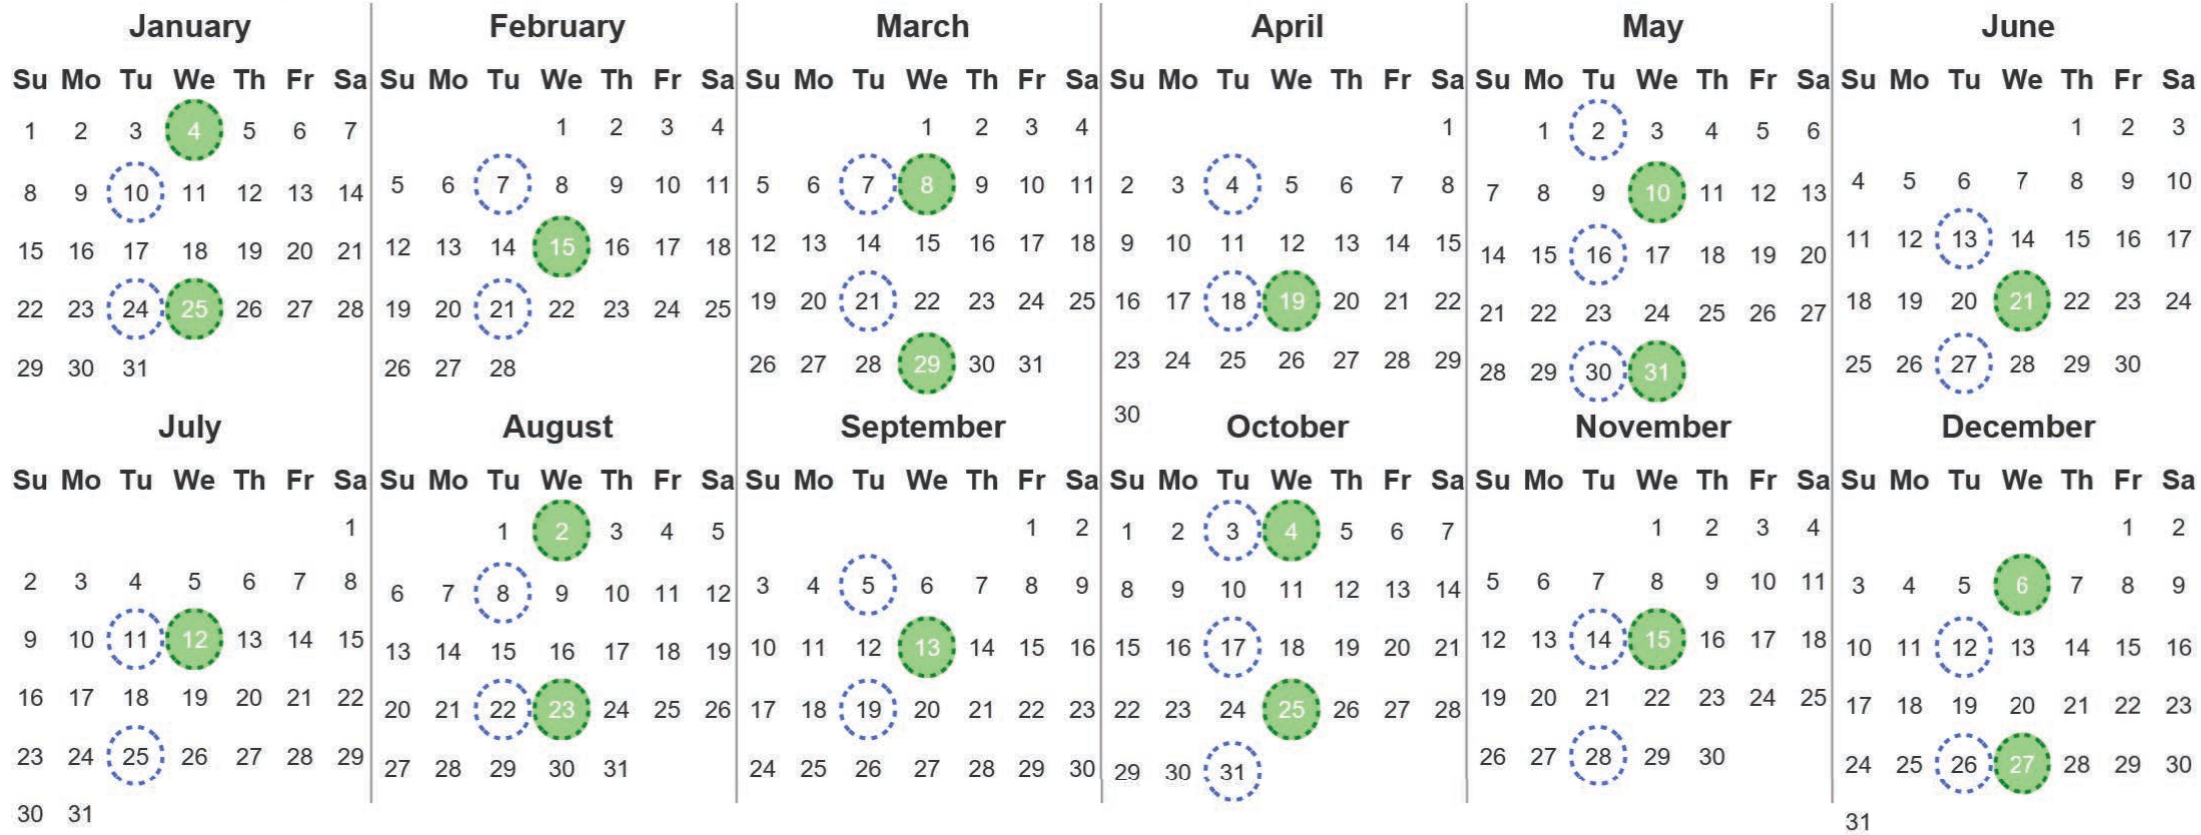 January
Su Mo Tu We Th Fr Sa
1 2 3 4 5 6 7
8 9 10 11 12 13 14
15 16 17 18 19 20 21
22 23 24 25 26 27 28
29 30 31
February
Su Mo Tu We Th Fr Sa
1 2 3 4
5 6 7 8 9 10 11
12 13 14 15 16 17 18
19 20 21 22 23 24 25
26 27 28
March
Su Mo Tu We Th Fr Sa
1 2 3 4
5 6 7 8 9 10 11
12 13 14 15 16 17 18
19 20 21 22 23 24 25
26 27 28 29 30 31
April
Su Mo Tu We Th Fr Sa
1
2 3 4 5 6 7 8
9 10 11 12 13 14 15
16 17 18 19 20 21 22
23 24 25 26 27 28 29
30
May
Su Mo Tu We Th Fr Sa
1 2 3 4 5 6
7 8 9 10 11 12 13
14 15 16 17 18 19 20
21 22 23 24 25 26 27
28 29 30 31
June
Su Mo Tu We Th Fr Sa
1 2 3
4 5 6 7 8 9 10
11 12 13 14 15 16 17
18 19 20 21 22 23 24
25 26 27 28 29 30
July
Su Mo Tu We Th Fr Sa
1
2 3 4 5 6 7 8
9 10 11 12 13 14 15
16 17 18 19 20 21 22
23 24 25 26 27 28 29
30 31
August
Su Mo Tu We Th Fr Sa
1 2 3 4 5
6 7 8 9 10 11 12
13 14 15 16 17 18 19
20 21 22 23 24 25 26
27 28 29 30 31
September
Su Mo Tu We Th Fr Sa
1 2
3 4 5 6 7 8 9
10 11 12 13 14 15 16
17 18 19 20 21 22 23
24 25 26 27 28 29 30
October
Su Mo Tu We Th Fr Sa
1 2 3 4 5 6 7
8 9 10 11 12 13 14
15 16 17 18 19 20 21
22 23 24 25 26 27 28
29 30 31
November
Su Mo Tu We Th Fr Sa
1 2 3 4
5 6 7 8 9 10 11
12 13 14 15 16 17 18
19 20 21 22 23 24 25
26 27 28 29 30
December
Su Mo Tu We Th Fr Sa
1 2
3 4 5 6 7 8 9
10 11 12 13 14 15 16
17 18 19 20 21 22 23
24 25 26 27 28 29 30
31